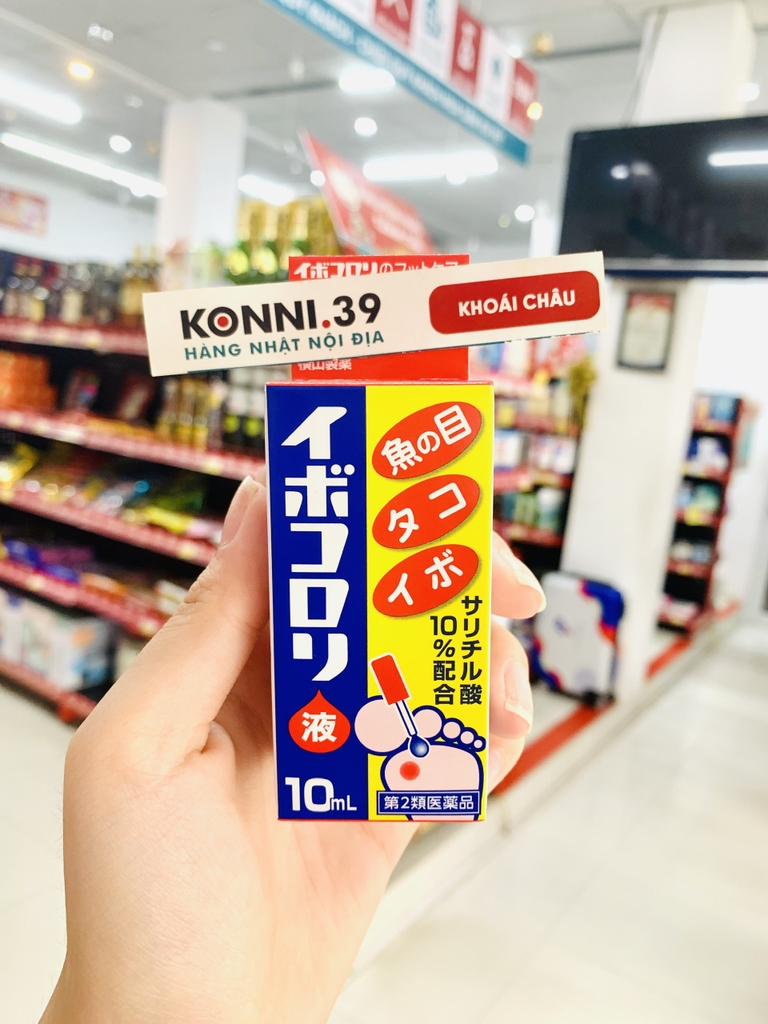 イボコロリのフットケア
KONNI.39
HÀNG NHẬT NỘI ĐỊA
KHOÁI CHÂU
横山製薬
イボコロリ
液
10mL
魚の目
タコ
イボ
サリチル酸
10%配合
第2類医薬品